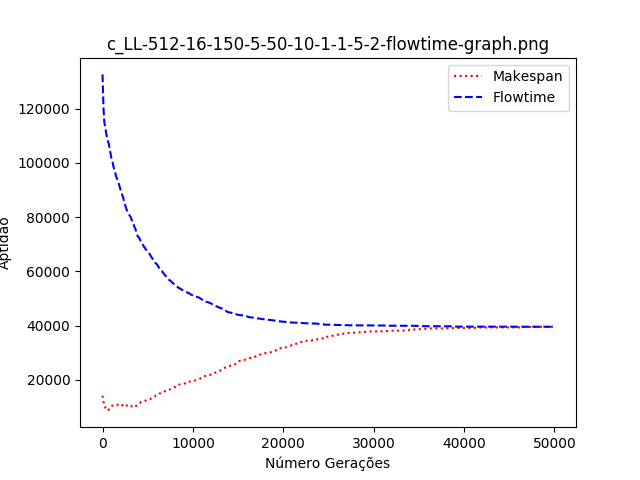 c_LL-512-16-150-5-50-10-1-1-5-2-flowtime-graph.png
Makespan
Flowtime
120000
100000
80000
60000
40000
20000
Aptidão
0 10000 20000 30000 40000 50000
Número Gerações